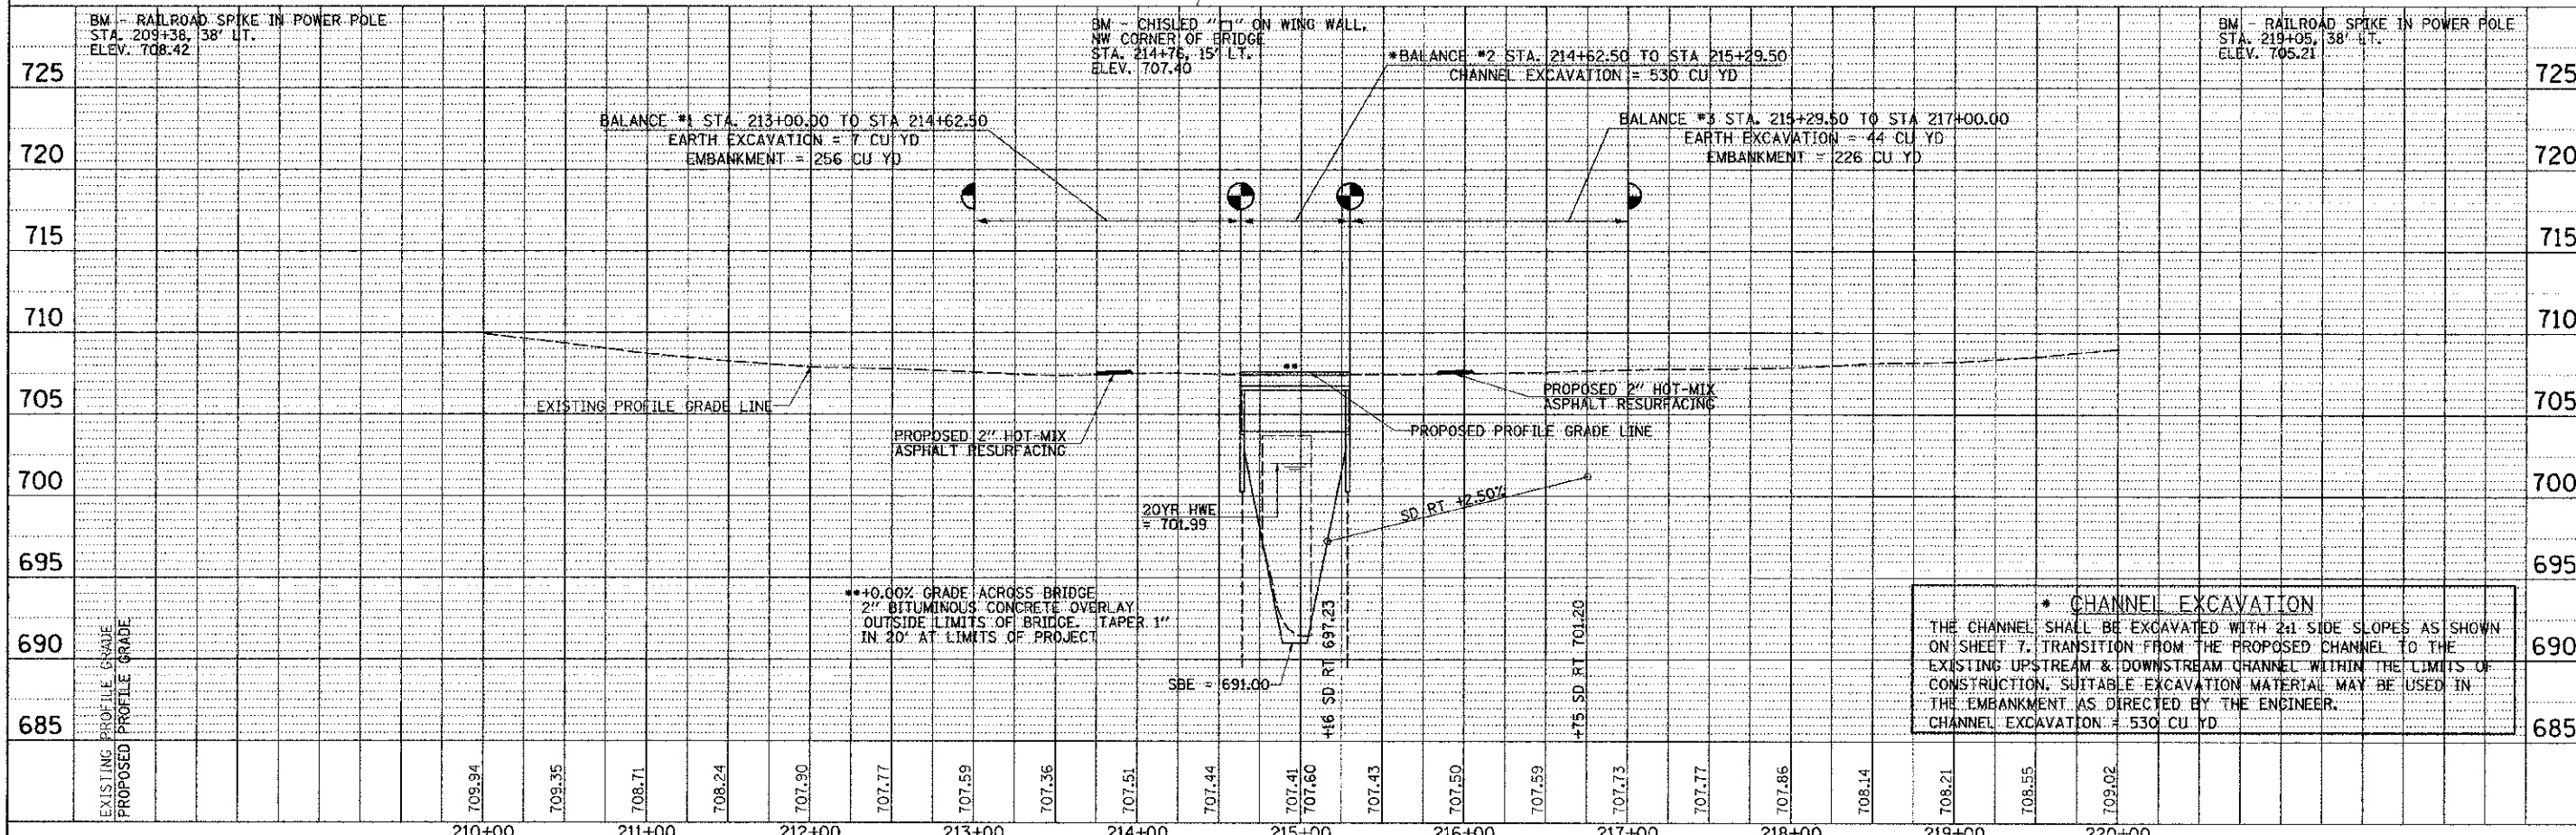 BM - RAILROAD SPIKE IN POWER POLE
STA. 209+38, 38' LT.
ELEV. 708.42
BM - CHISLED "□" ON WING WALL,
NW CORNER OF BRIDGE
STA. 214+76, 15' LT.
ELEV. 707.40
BM - RAILROAD SPIKE IN POWER POLE
STA. 219+05, 38' LT.
ELEV. 705.21
*BALANCE #2 STA. 214+62.50 TO STA 215+29.50
CHANNEL EXCAVATION = 530 CU YD
BALANCE #1 STA. 213+00.00 TO STA 214+62.50
EARTH EXCAVATION = 7 CU YD
EMBANKMENT = 256 CU YD
BALANCE #3 STA. 215+29.50 TO STA 217+00.00
EARTH EXCAVATION = 44 CU YD
EMBANKMENT = 226 CU YD
725
720
715
710
705
700
695
690
685
725
720
715
710
705
700
695
690
685
**
EXISTING PROFILE GRADE LINE
PROPOSED 2" HOT-MIX
ASPHALT RESURFACING
PROPOSED 2" HOT-MIX
ASPHALT RESURFACING
PROPOSED PROFILE GRADE LINE
20YR HWE
= 701.99
SD RT +2.50%
**+0.00% GRADE ACROSS BRIDGE
2" BITUMINOUS CONCRETE OVERLAY
OUTSIDE LIMITS OF BRIDGE. TAPER 1"
IN 20' AT LIMITS OF PROJECT
SBE = 691.00
+16 SD RT 697.23
+75 SD RT 701.20
* CHANNEL EXCAVATION
THE CHANNEL SHALL BE EXCAVATED WITH 2:1 SIDE SLOPES AS SHOWN
ON SHEET 7. TRANSITION FROM THE PROPOSED CHANNEL TO THE
EXISTING UPSTREAM & DOWNSTREAM CHANNEL WITHIN THE LIMITS OF
CONSTRUCTION. SUITABLE EXCAVATION MATERIAL MAY BE USED IN
THE EMBANKMENT AS DIRECTED BY THE ENGINEER.
CHANNEL EXCAVATION = 530 CU YD
EXISTING PROFILE GRADE
PROPOSED PROFILE GRADE
709.94
709.35
708.71
708.24
707.90
707.77
707.59
707.36
707.51
707.44
707.41
707.60
707.43
707.50
707.59
707.73
707.77
707.86
708.14
708.21
708.55
709.02
210+00
211+00
212+00
213+00
214+00
215+00
216+00
217+00
218+00
219+00
220+00